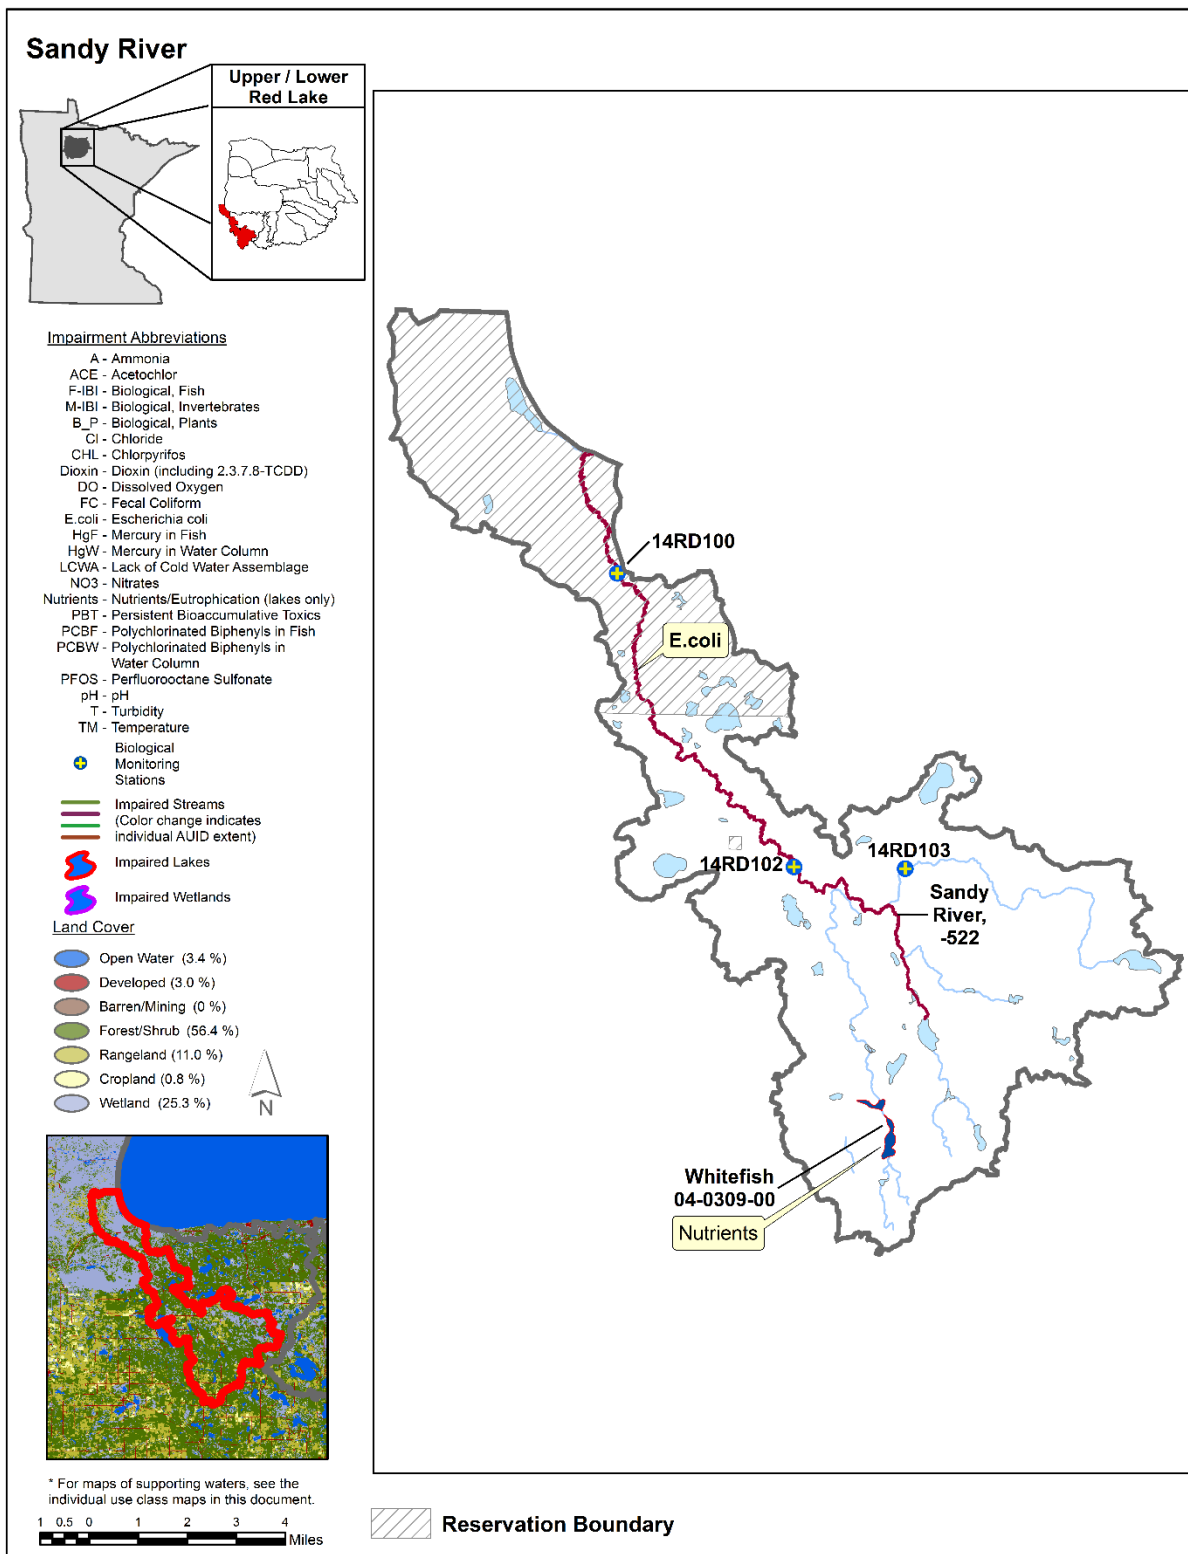 Sandy River
Upper / Lower
Red Lake
Impairment Abbreviations
A - Ammonia
ACE - Acetochlor
F-IBI - Biological, Fish
M-IBI - Biological, Invertebrates
B_P - Biological, Plants
Cl - Chloride
CHL - Chlorpyrifos
Dioxin - Dioxin (including 2.3.7.8-TCDD)
DO - Dissolved Oxygen
FC - Fecal Coliform
E.coli - Escherichia coli
HgF - Mercury in Fish
HgW - Mercury in Water Column
LCWA - Lack of Cold Water Assemblage
NO3 - Nitrates
Nutrients - Nutrients/Eutrophication (lakes only)
PBT - Persistent Bioaccumulative Toxics
PCBF - Polychlorinated Biphenyls in Fish
PCBW - Polychlorinated Biphenyls in
Water Column
PFOS - Perfluorooctane Sulfonate
pH - pH
T - Turbidity
TM - Temperature
Biological
Monitoring
Stations
Impaired Streams
(Color change indicates
individual AUID extent)
Impaired Lakes
Impaired Wetlands
Land Cover
Open Water (3.4 %)
Developed (3.0 %)
Barren/Mining (0 %)
Forest/Shrub (56.4 %)
Rangeland (11.0 %)
Cropland (0.8 %)
Wetland (25.3 %)
N
* For maps of supporting waters, see the
individual use class maps in this document.
1 0.5 0 1 2 3 4
Miles
14RD100
E.coli
14RD102
14RD103
Sandy
River,
-522
Whitefish
04-0309-00
Nutrients
Reservation Boundary